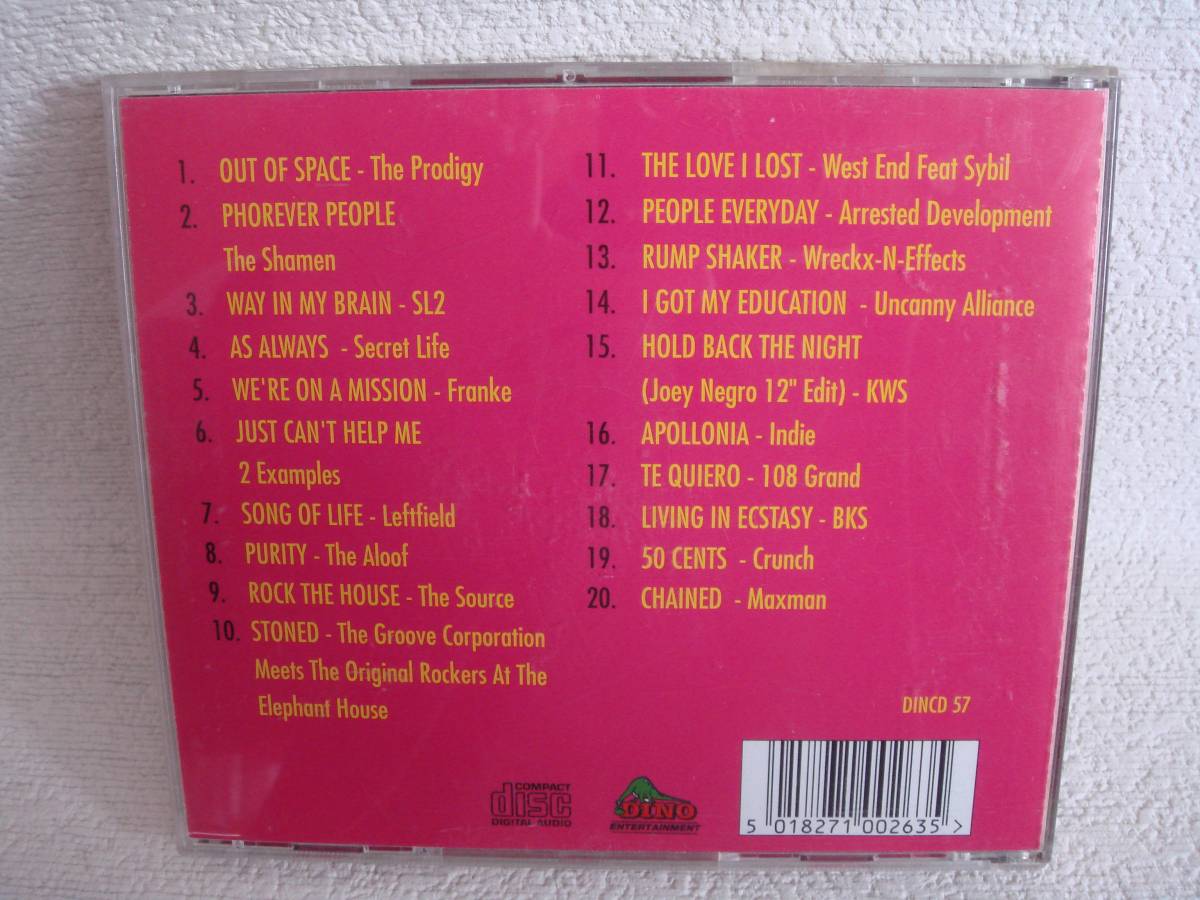 1. OUT OF SPACE - The Prodigy
2. PHOREVER PEOPLE
The Shamen
3. WAY IN MY BRAIN - SL2
4. AS ALWAYS - Secret Life
5. WE'RE ON A MISSION - Franke
6. JUST CAN'T HELP ME
2 Examples
7. SONG OF LIFE - Leftfield
8. PURITY - The Aloof
9. ROCK THE HOUSE - The Source
10. STONED - The Groove Corporation
Meets The Original Rockers At The
Elephant House
11. THE LOVE I LOST - West End Feat Sybil
12. PEOPLE EVERYDAY - Arrested Development
13. RUMP SHAKER - Wreckx-N-Effects
14. I GOT MY EDUCATION - Uncanny Alliance
15. HOLD BACK THE NIGHT
(Joey Negro 12" Edit) - KWS
16. APOLLONIA - Indie
17. TE QUIERO - 108 Grand
18. LIVING IN ECSTASY - BKS
19. 50 CENTS - Crunch
20. CHAINED - Maxman
DINCD 57
COMPACT
disc
DIGITAL AUDIO
DINO
ENTERTAINMENT
5 018271 002635 >